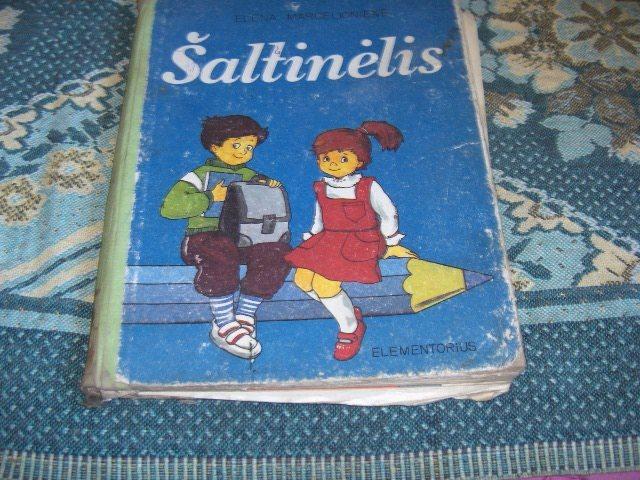 ELENA MARCELIONIENĖ
Šaltinėlis
ELEMENTORIUS